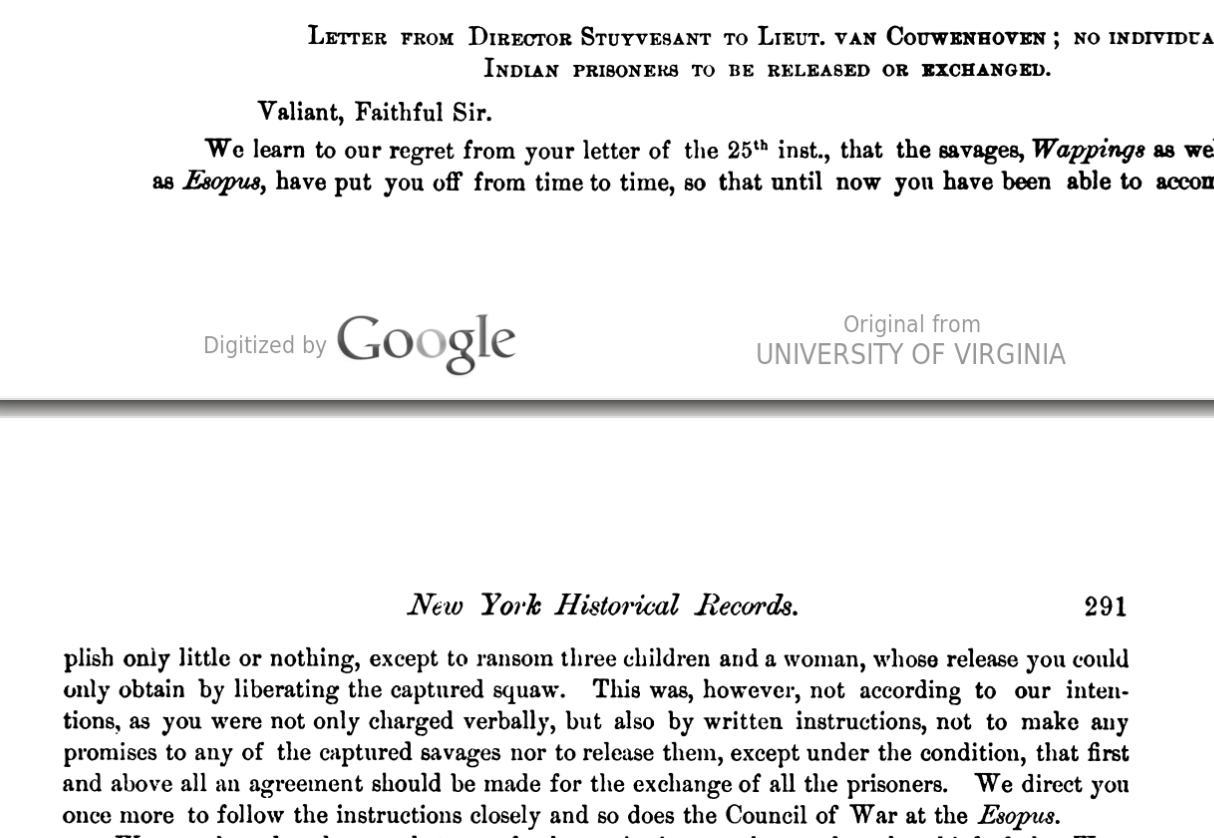 LETTER FROM DIRECTOR STUYVESANT TO LIEUT. VAN COUWENHOVEN; NO INDIVIDUA
INDIAN PRISONERS TO BE RELEASED OR EXCHANGED.
Valiant, Faithful Sir.
We learn to our regret from your letter of the 25th inst., that the savages, Wappings as we
as Esopus, have put you off from time to time, so that until now you have been able to accom
Digitized by Google
Original from
UNIVERSITY OF VIRGINIA
New York Historical Records. 291
plish only little or nothing, except to ransom three children and a woman, whose release you could
only obtain by liberating the captured squaw. This was, however, not according to our inten-
tions, as you were not only charged verbally, but also by written instructions, not to make any
promises to any of the captured savages nor to release them, except under the condition, that first
and above all an agreement should be made for the exchange of all the prisoners. We direct you
once more to follow the instructions closely and so does the Council of War at the Esopus.